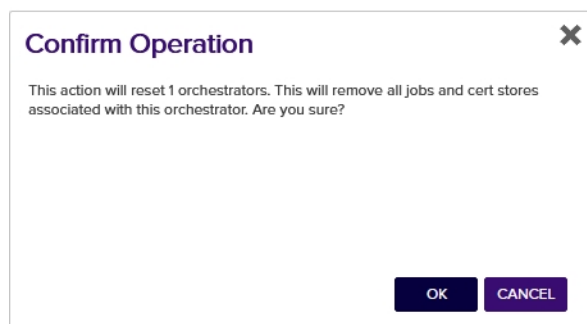 Confirm Operation
This action will reset 1 orchestrators. This will remove all jobs and cert stores
associated with this orchestrator. Are you sure?
OK
CANCEL